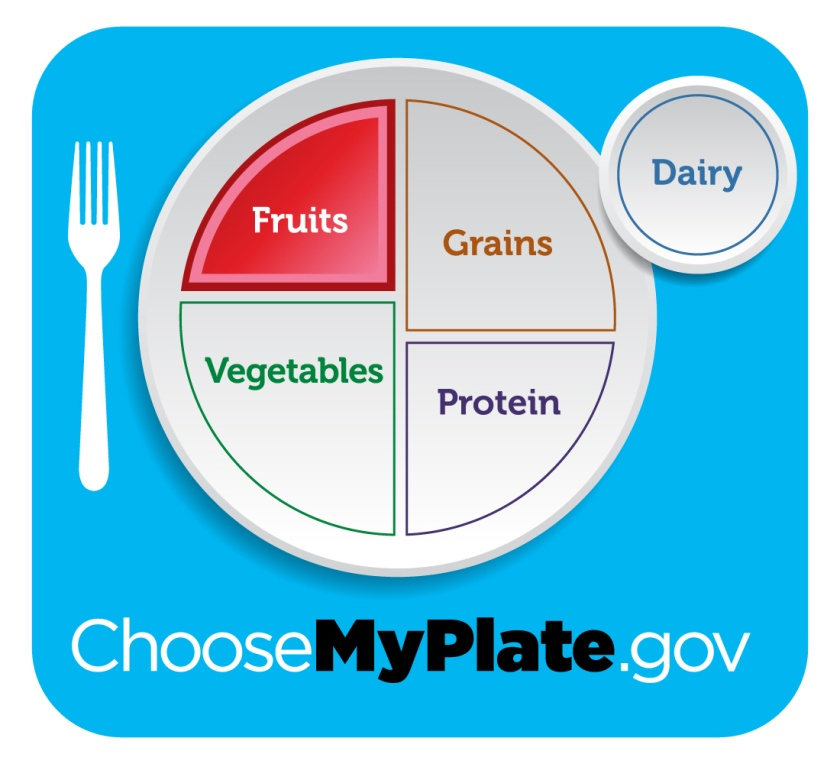 Fruits
Grains
Dairy
Vegetables
Protein
ChooseMyPlate.gov